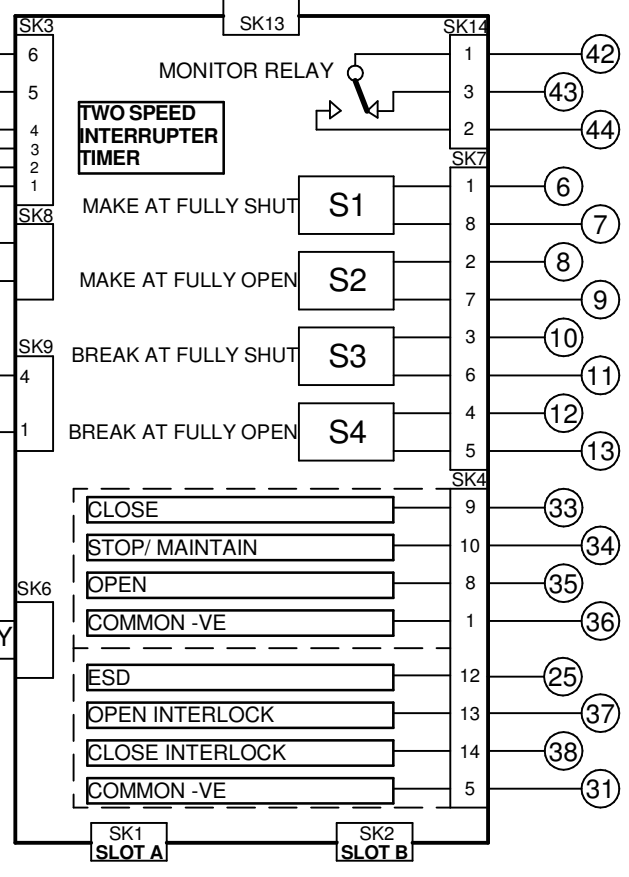 SK3
SK13
SK14
6
MONITOR RELAY
1
42
5
3
43
TWO SPEED
INTERRUPTER
TIMER
4
3
2
1
2
44
SK7
MAKE AT FULLY SHUT
S1
1
6
8
7
SK8
MAKE AT FULLY OPEN
S2
2
8
7
9
SK9
4
1
BREAK AT FULLY SHUT
S3
3
10
6
11
BREAK AT FULLY OPEN
S4
4
12
5
13
SK4
CLOSE
9
33
STOP/ MAINTAIN
10
34
OPEN
8
35
SK6
COMMON -VE
1
36
Y
ESD
12
25
OPEN INTERLOCK
13
37
CLOSE INTERLOCK
14
38
COMMON -VE
5
31
SK1
SLOT A
SK2
SLOT B